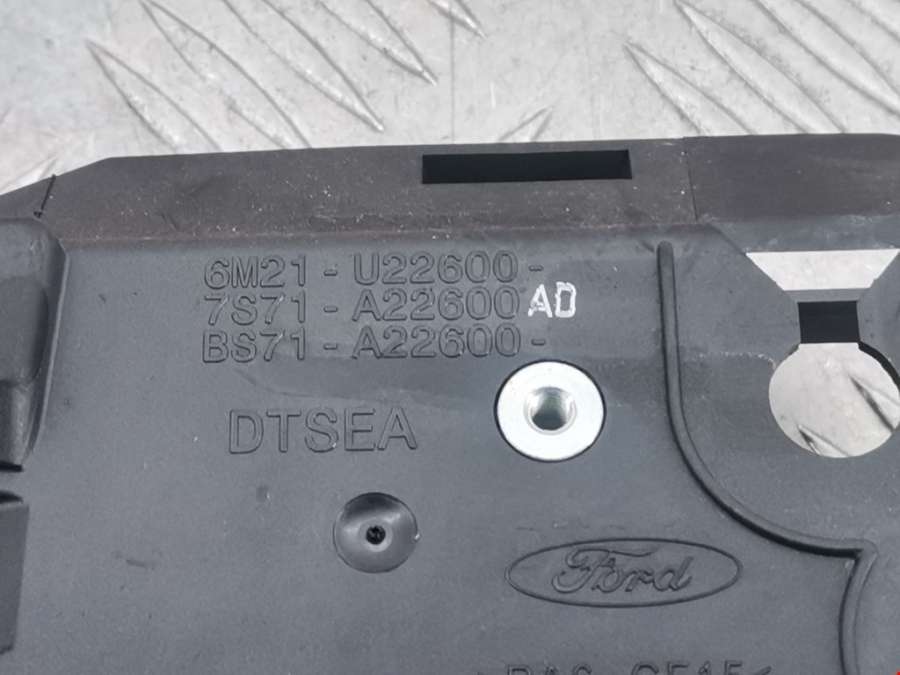 6M21 - U22600 -
7S71 - A22600 AD
BS71 - A22600 -
DTSEA
Ford